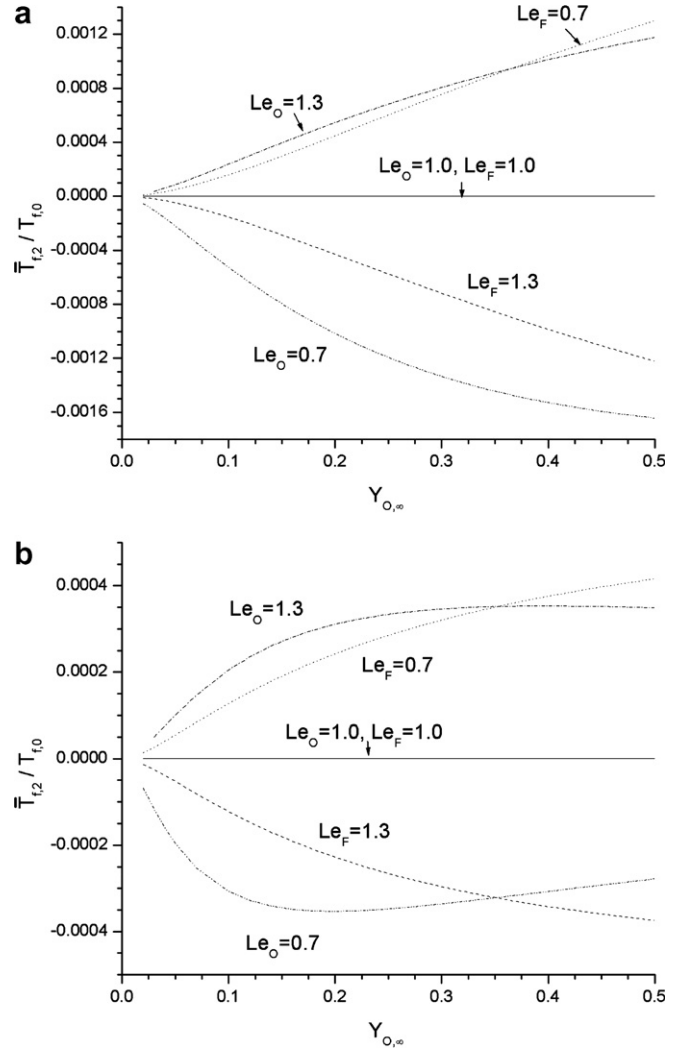 a
Le_F=0.7
0.0012
0.0008
Le_O=1.3
0.0004
Le_O=1.0, Le_F=1.0
0.0000
T̿_f,2 / T_f,0
-0.0004
Le_F=1.3
-0.0008
-0.0012
Le_O=0.7
-0.0016
0.0 0.1 0.2 0.3 0.4 0.5
Y_O,∞
b
0.0004
Le_O=1.3
Le_F=0.7
0.0002
Le_O=1.0, Le_F=1.0
0.0000
T̿_f,2 / T_f,0
Le_F=1.3
-0.0002
-0.0004
Le_O=0.7
0.0 0.1 0.2 0.3 0.4 0.5
Y_O,∞